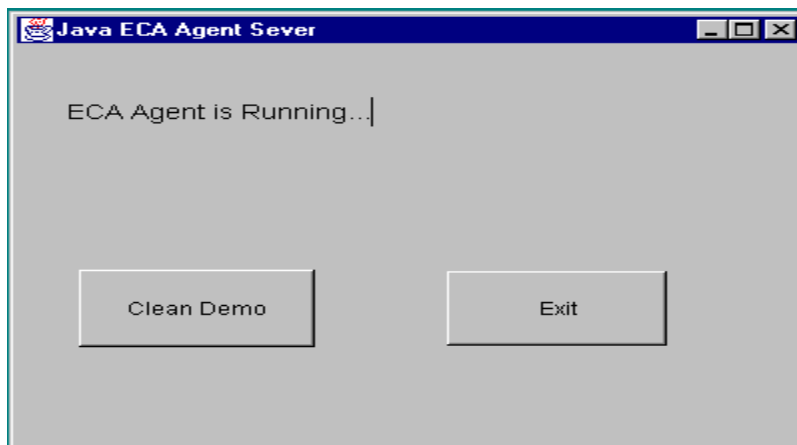 Java ECA Agent Sever
ECA Agent is Running...
Clean Demo
Exit